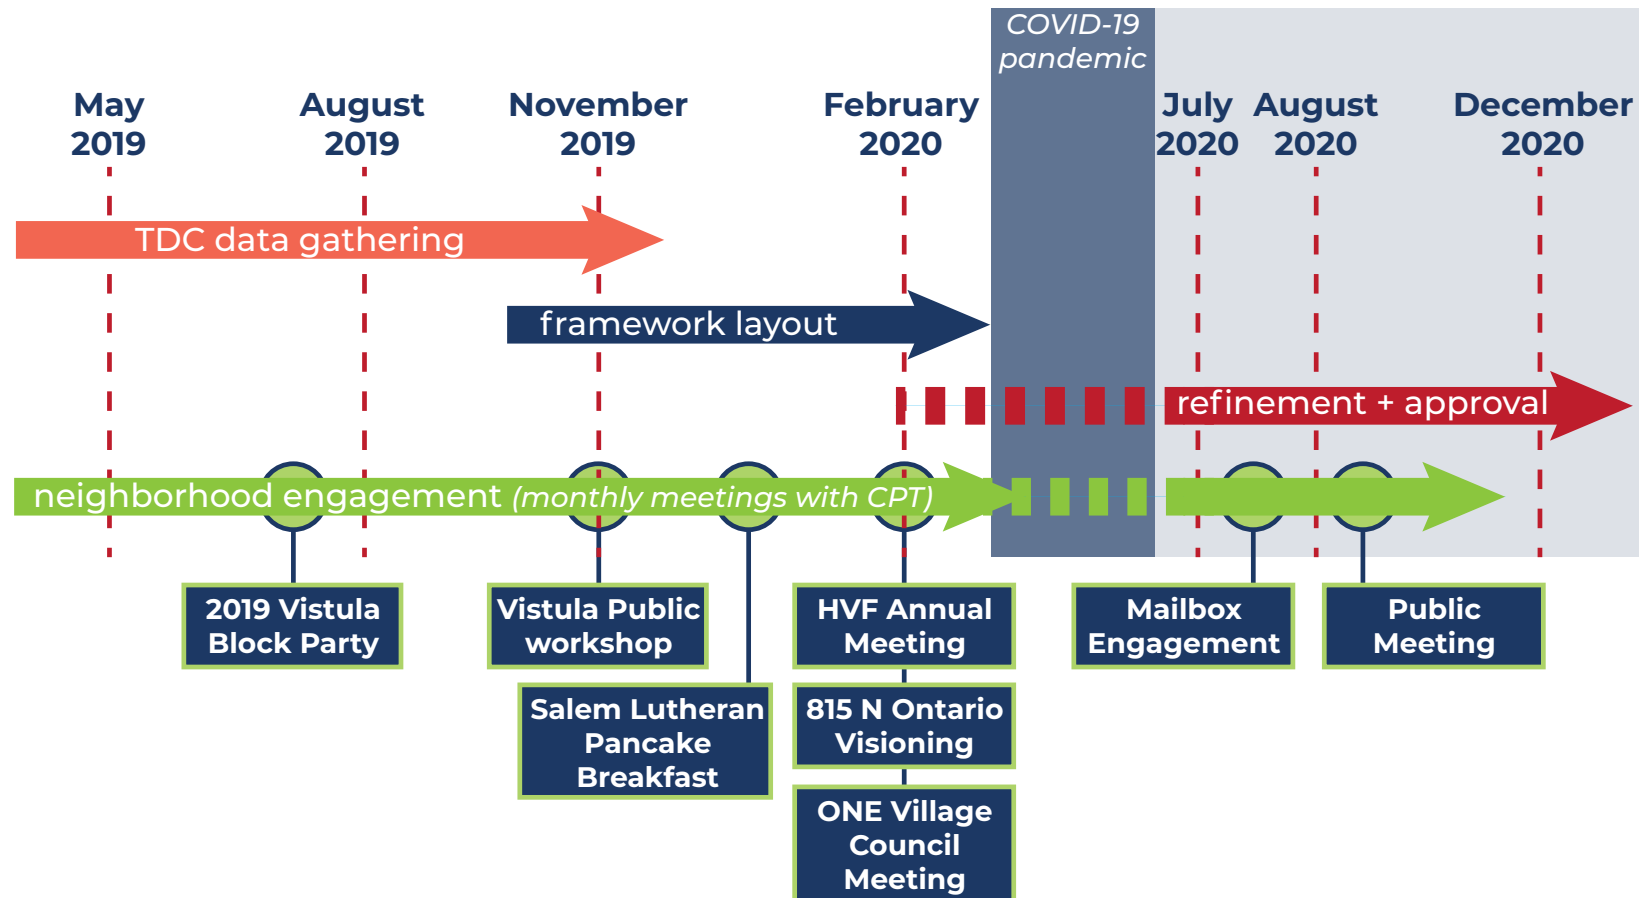 COVID-19
pandemic
May
2019
August
2019
November
2019
February
2020
July
2020
August
2020
December
2020
TDC data gathering
framework layout
refinement + approval
neighborhood engagement (monthly meetings with CPT)
2019 Vistula
Block Party
Vistula Public
workshop
Salem Lutheran
Pancake
Breakfast
HVF Annual
Meeting
815 N Ontario
Visioning
ONE Village
Council
Meeting
Mailbox
Engagement
Public
Meeting